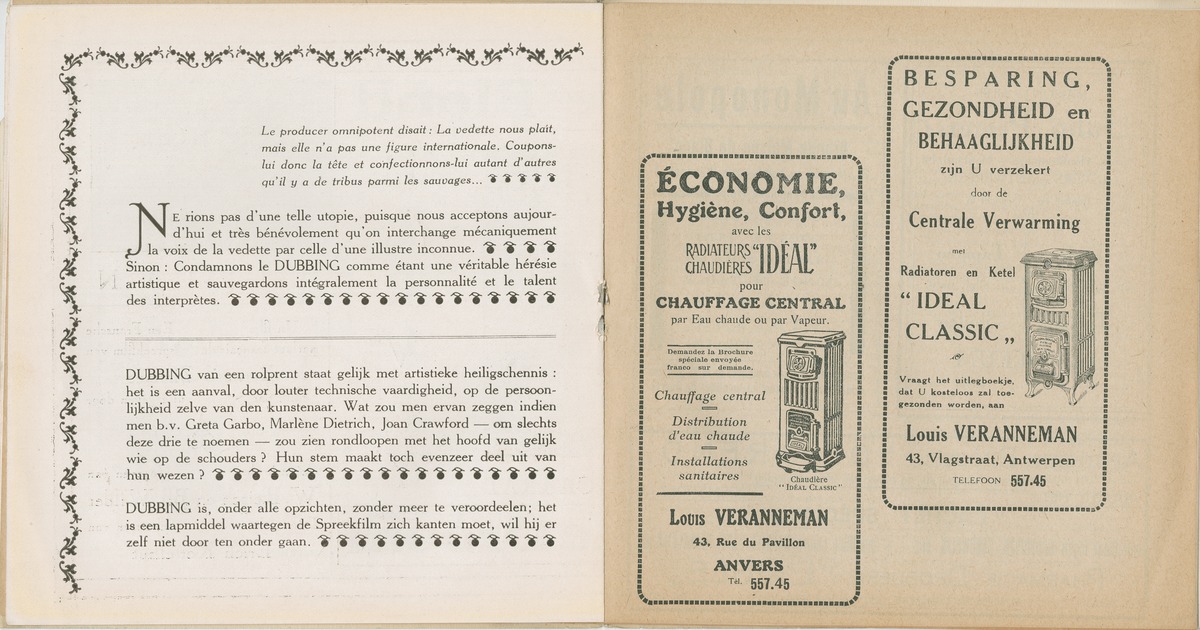 Le producer omnipotent disait : La vedette nous plaît,
mais elle n'a pas une figure internationale. Coupons-
lui donc la tête et confectionnons-lui autant d'autres
qu'il y a de tribus parmi les sauvages...
NE rions pas d'une telle utopie, puisque nous acceptons aujour-
d'hui et très bénévolement qu'on interchange mécaniquement
la voix de la vedette par celle d'une illustre inconnue.
Sinon : Condamnons le DUBBING comme étant une véritable hérésie
artistique et sauvegardons intégralement la personnalité et le talent
des interprètes.
DUBBING van een rolprent staat gelijk met artistieke heiligschennis :
het is een aanval, door louter technische vaardigheid, op de persoon-
lijkheid zelve van den kunstenaar. Wat zou men ervan zeggen indien
men b.v. Greta Garbo, Marlène Dietrich, Joan Crawford — om slechts
deze drie te noemen — zou zien rondloopen met het hoofd van gelijk
wie op de schouders ? Hun stem maakt toch evenzeer deel uit van
hun wezen ?
DUBBING is, onder alle opzichten, zonder meer te veroordeelen; het
is een lapmiddel waartegen de Spreekfilm zich kanten moet, wil hij er
zelf niet door ten onder gaan.
ÉCONOMIE,
Hygiène, Confort,
avec les
RADIATEURS
CHAUDIÈRES "IDÉAL"
pour
CHAUFFAGE CENTRAL
par Eau chaude ou par Vapeur.
Demandez la Brochure
spéciale envoyée
franco sur demande.
Chauffage central
Distribution
d'eau chaude
Installations
sanitaires
Chaudière
"IDÉAL CLASSIC"
Louis VERANNEMAN
43, Rue du Pavillon
ANVERS
Tél. 557.45
BESPARING,
GEZONDHEID en
BEHAAGLIJKHEID
zijn U verzekert
door de
Centrale Verwarming
met
Radiatoren en Ketel
“IDEAL
CLASSIC„
Vraagt het uitlegboekje,
dat U kosteloos zal toe-
gezonden worden, aan
Louis VERANNEMAN
43, Vlagstraat, Antwerpen
TELEFOON 557.45